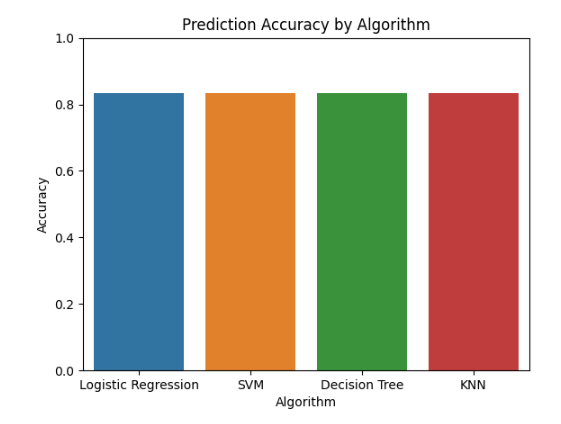 Prediction Accuracy by Algorithm
1.0
0.8
0.6
0.4
0.2
0.0
Accuracy
Logistic Regression SVM Decision Tree KNN
Algorithm